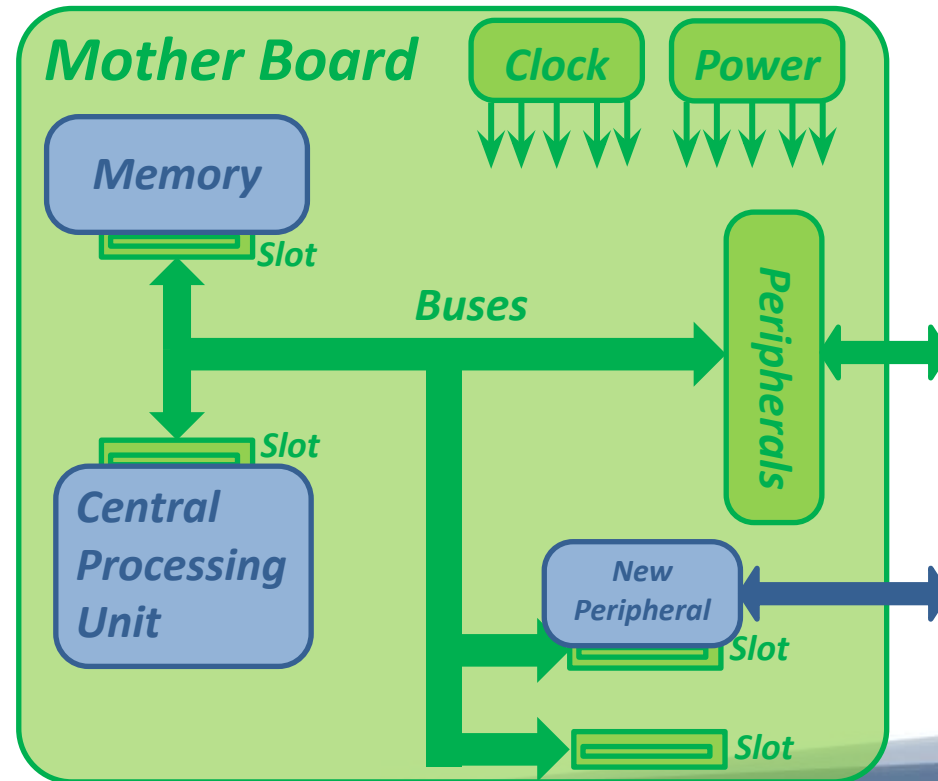 Mother Board
Clock
Power
Memory
Slot
Buses
Peripherals
Slot
Central
Processing
Unit
New
Peripheral
Slot
Slot